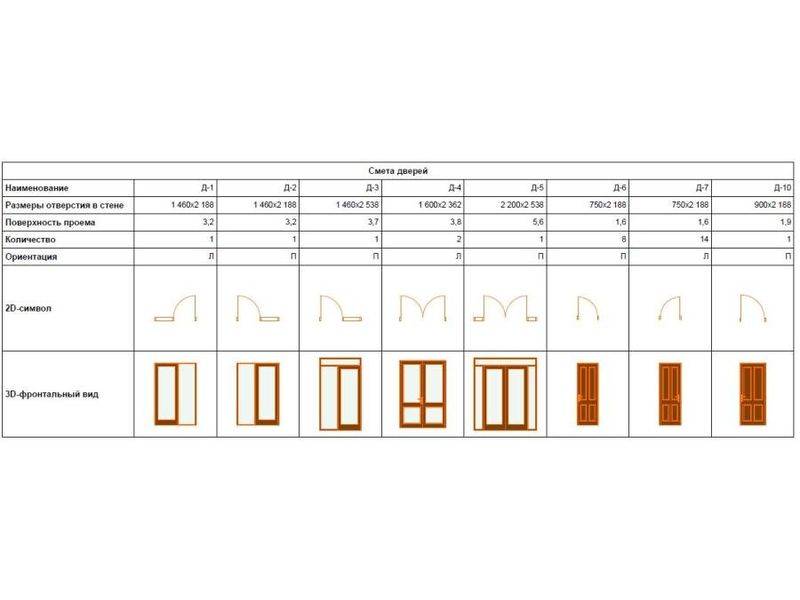 Смета дверей
Наименование Д-1 Д-2 Д-3 Д-4 Д-5 Д-6 Д-7 Д-10
Размеры отверстия в стене 1 460x2 188 1 460x2 188 1 460x2 538 1 600x2 362 2 200x2 538 750x2 188 750x2 188 900x2 188
Поверхность проема 3,2 3,2 3,7 3,8 5,6 1,6 1,6 1,9
Количество 1 1 1 2 1 8 14 1
Ориентация Л П П Л П П Л П
2D-символ
3D-фронтальный вид